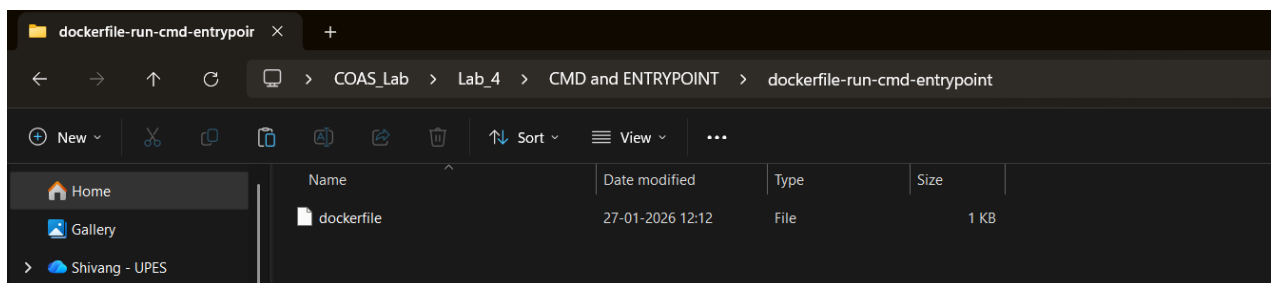 dockerfile-run-cmd-entrypoir
COAS_Lab > Lab_4 > CMD and ENTRYPOINT > dockerfile-run-cmd-entrypoint
New Sort View
Name Date modified Type Size
Home
dockerfile 27-01-2026 12:12 File 1 KB
Gallery
Shivang - UPES